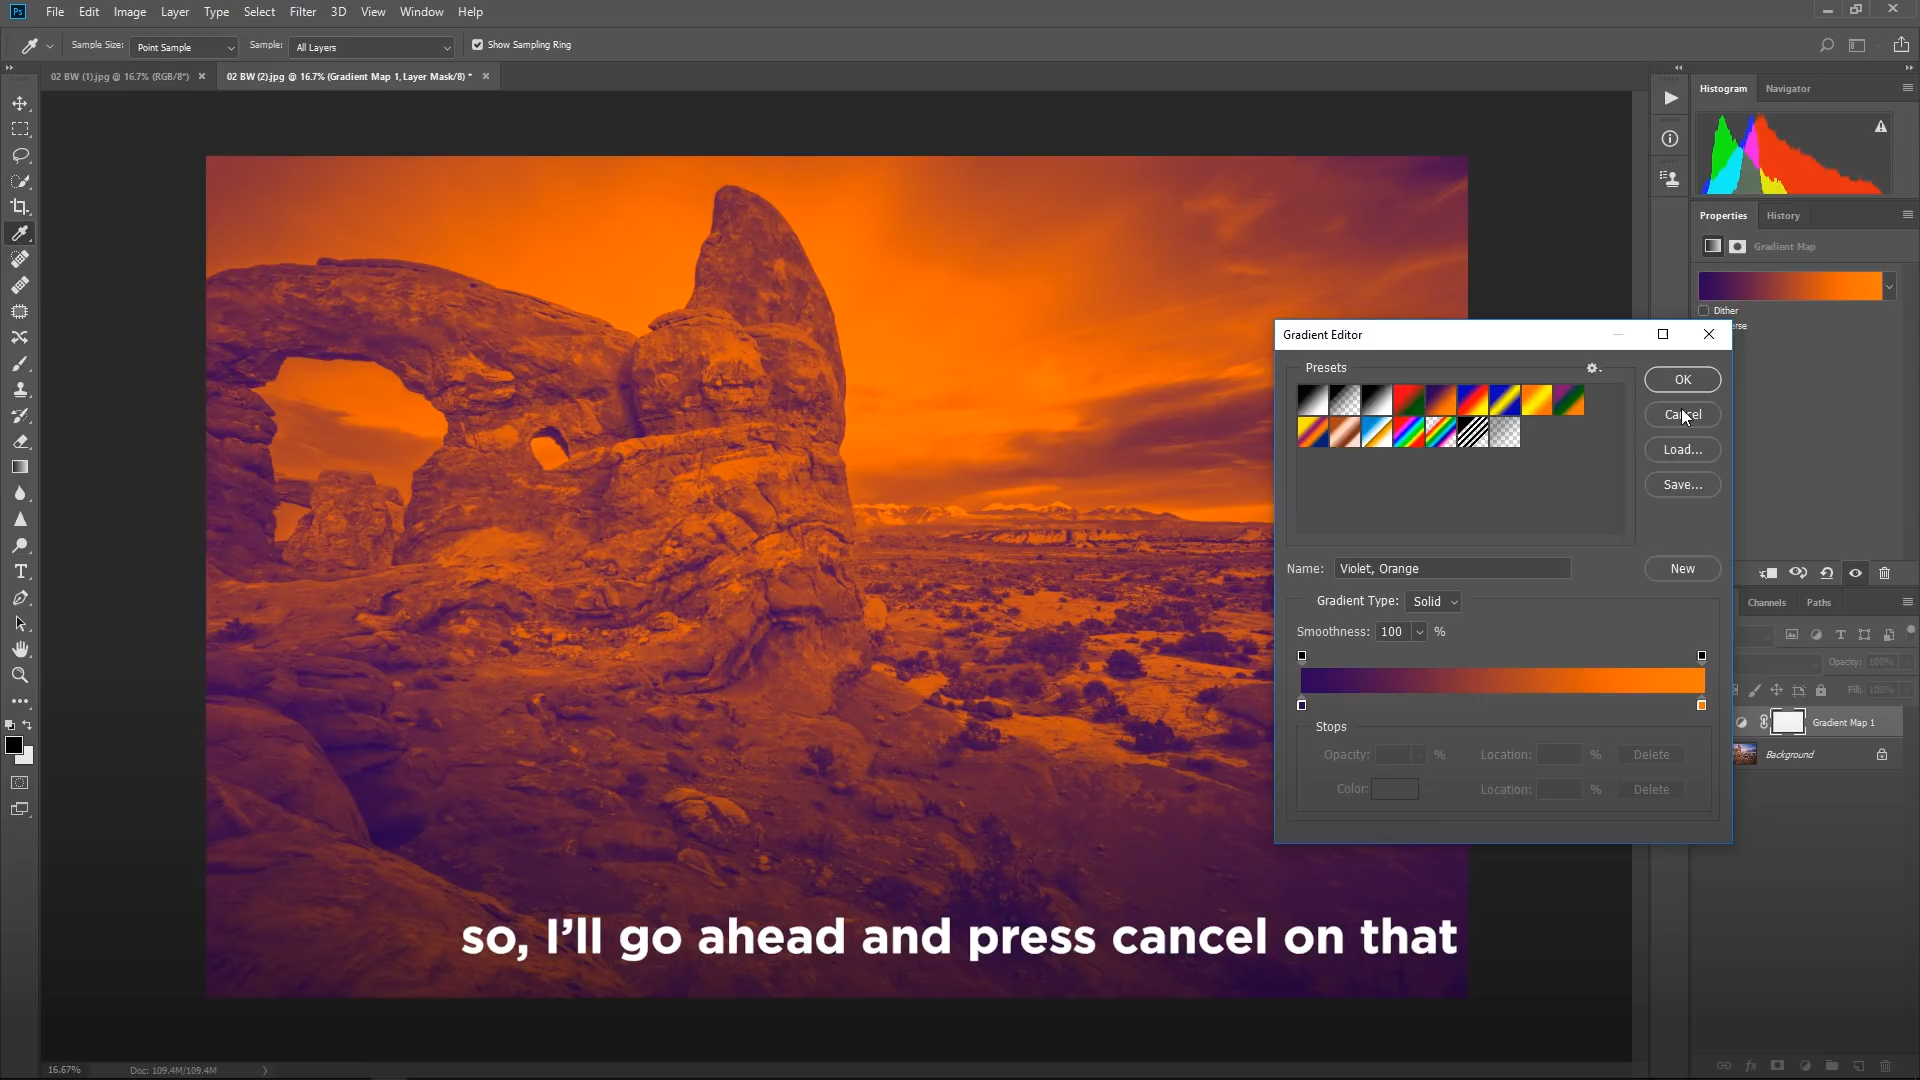 Ps File Edit Image Layer Type Select Filter 3D View Window Help
Sample Size: Point Sample Sample: All Layers Show Sampling Ring
02 BW (1).jpg @ 16.7% (RGB/8*) 02 BW (2).jpg @ 16.7% (Gradient Map 1, Layer Mask/8) *
Histogram Navigator
Properties History
Gradient Map
Dither
erse
Gradient Editor
Presets
OK
Cancel
Load...
Save...
Name: Violet, Orange New
Gradient Type: Solid
Smoothness: 100 %
Stops
Opacity: % Location: % Delete
Color: Location: % Delete
Channels Paths
Opacity: 100%
Fill: 100%
Gradient Map 1
Background
so, I'll go ahead and press cancel on that
16.67% Doc: 109.4M/109.4M